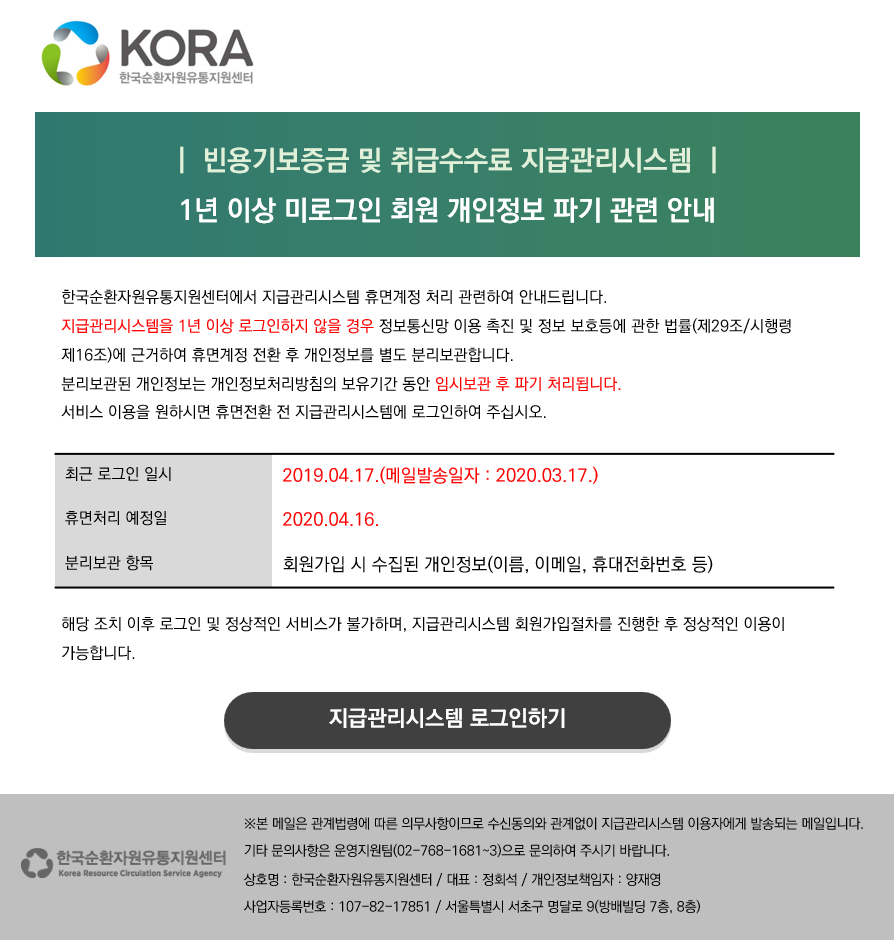 KORA
한국순환자원유통지원센터
| 빈용기보증금 및 취급수수료 지급관리시스템 |
1년 이상 미로그인 회원 개인정보 파기 관련 안내
한국순환자원유통지원센터에서 지급관리시스템 휴면계정 처리 관련하여 안내드립니다.
지급관리시스템을 1년 이상 로그인하지 않을 경우 정보통신망 이용 촉진 및 정보 보호등에 관한 법률(제29조/시행령
제16조)에 근거하여 휴면계정 전환 후 개인정보를 별도 분리보관합니다.
분리보관된 개인정보는 개인정보처리방침의 보유기간 동안 임시보관 후 파기 처리됩니다.
서비스 이용을 원하시면 휴면전환 전 지급관리시스템에 로그인하여 주십시오.
최근 로그인 일시 2019.04.17.(메일발송일자 : 2020.03.17.)
휴면처리 예정일 2020.04.16.
분리보관 항목 회원가입 시 수집된 개인정보(이름, 이메일, 휴대전화번호 등)
해당 조치 이후 로그인 및 정상적인 서비스가 불가하며, 지급관리시스템 회원가입절차를 진행한 후 정상적인 이용이
가능합니다.
지급관리시스템 로그인하기
한국순환자원유통지원센터
Korea Resource Circulation Service Agency
※본 메일은 관계법령에 따른 의무사항이므로 수신동의와 관계없이 지급관리시스템 이용자에게 발송되는 메일입니다.
기타 문의사항은 운영지원팀(02-768-1681~3)으로 문의하여 주시기 바랍니다.
상호명 : 한국순환자원유통지원센터 / 대표 : 정회석 / 개인정보책임자 : 양재영
사업자등록번호 : 107-82-17851 / 서울특별시 서초구 명달로 9(방배빌딩 7층, 8층)